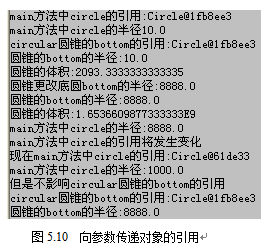 main方法中circle的引用:Circle@1fb8ee3
main方法中circle的半径10.0
circular圆锥的bottom的引用:Circle@1fb8ee3
圆锥的bottom的半径:10.0
圆锥的体积:2093.3333333333335
圆锥更改底圆bottom的半径:8888.0
圆锥的bottom的半径:8888.0
圆锥的体积:1.6536609877333333E9
main方法中circle的半径:8888.0
main方法中circle的引用将发生变化
现在main方法中circle的引用:Circle@61de33
main方法中circle的半径:1000.0
但是不影响circular圆锥的bottom的引用
circular圆锥的bottom的引用:Circle@1fb8ee3
圆锥的bottom的半径:8888.0
图 5.10 向参数传递对象的引用